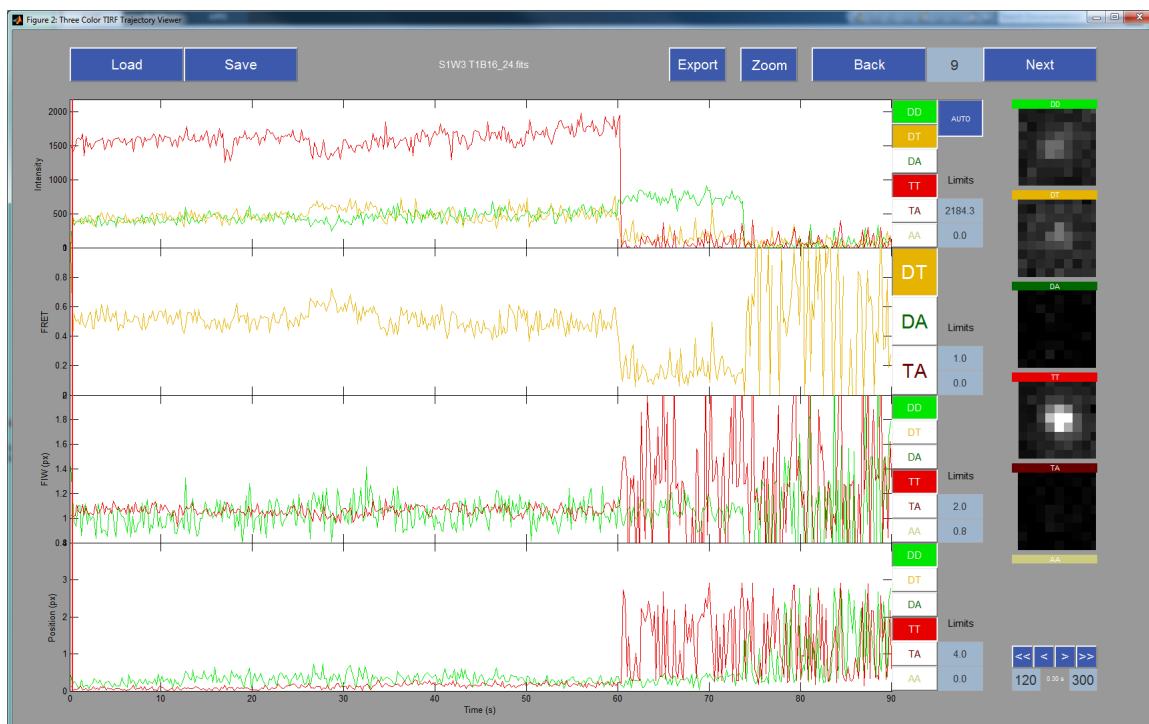 Figure 2: Three Color TIRF Trajectory Viewer
Load Save S1W3 T1B16_24.fits Export Zoom Back 9 Next
2000
1500
1000
500
Intensity
DD
DT
DA
TT
TA
AA
AUTO
Limits
2184.3
0.0
0.8
0.6
0.4
0.2
FRET
DT
DA
TA
Limits
1.0
0.0
1.8
1.6
1.4
1.2
1
FIW (px)
DD
DT
DA
TT
TA
AA
Limits
2.0
0.8
3
2
1
0
Position (px)
DD
DT
DA
TT
TA
AA
Limits
4.0
0.0
0 10 20 30 40 50 60 70 80 90
Time (s)
DD
DT
DA
TT
TA
AA
<< < > >>
120 0.30 s 300